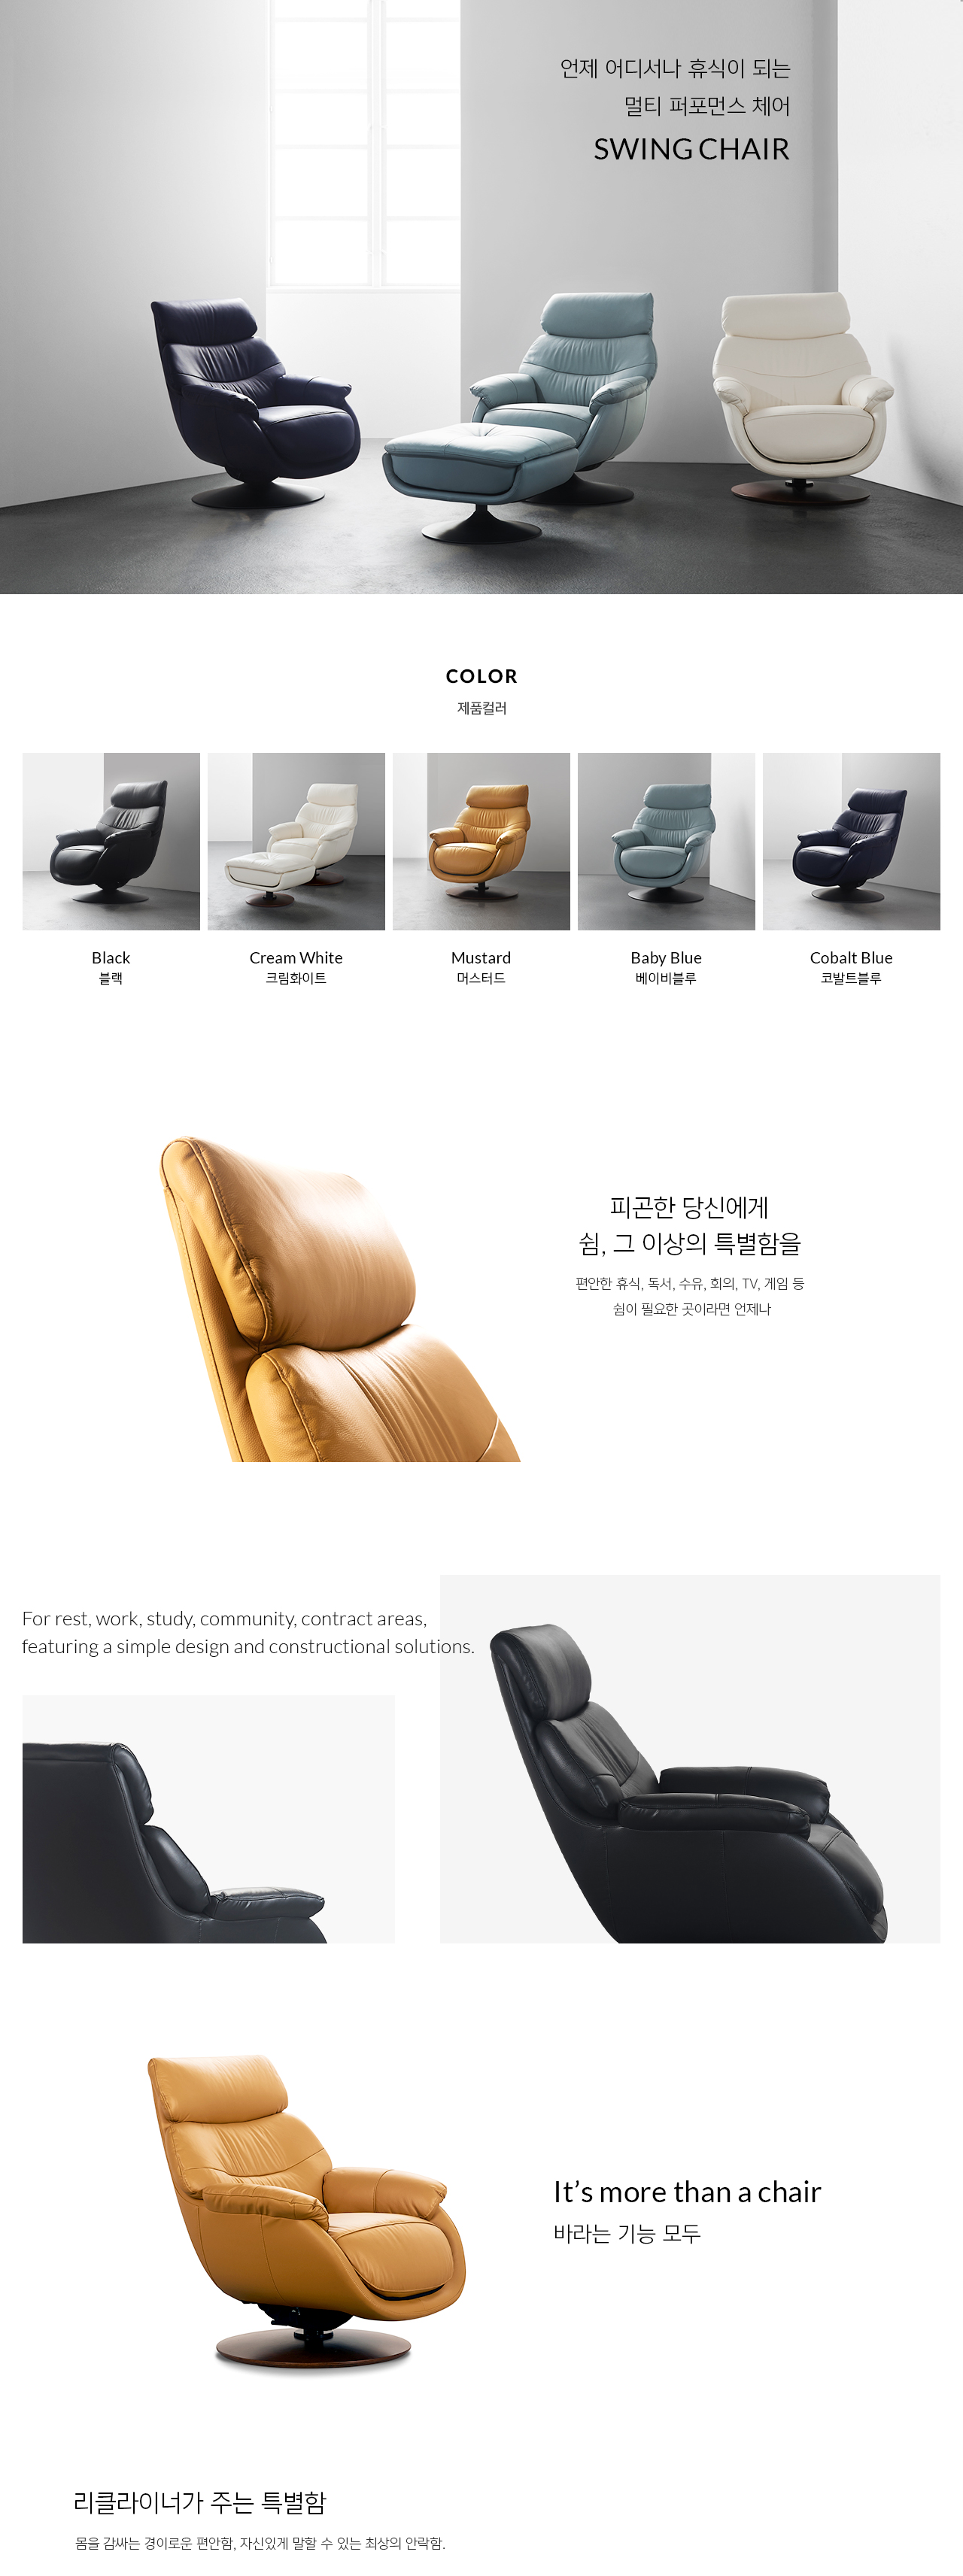 언제 어디서나 휴식이 되는
멀티 퍼포먼스 체어
SWING CHAIR
COLOR
제품컬러
Black
블랙
Cream White
크림화이트
Mustard
머스터드
Baby Blue
베이비블루
Cobalt Blue
코발트블루
피곤한 당신에게
쉼, 그 이상의 특별함을
편안한 휴식, 독서, 수유, 회의, TV, 게임 등
쉼이 필요한 곳이라면 언제나
For rest, work, study, community, contract areas,
featuring a simple design and constructional solutions.
It’s more than a chair
바라는 기능 모두
리클라이너가 주는 특별함
몸을 감싸는 경이로운 편안함, 자신있게 말할 수 있는 최상의 안락함.